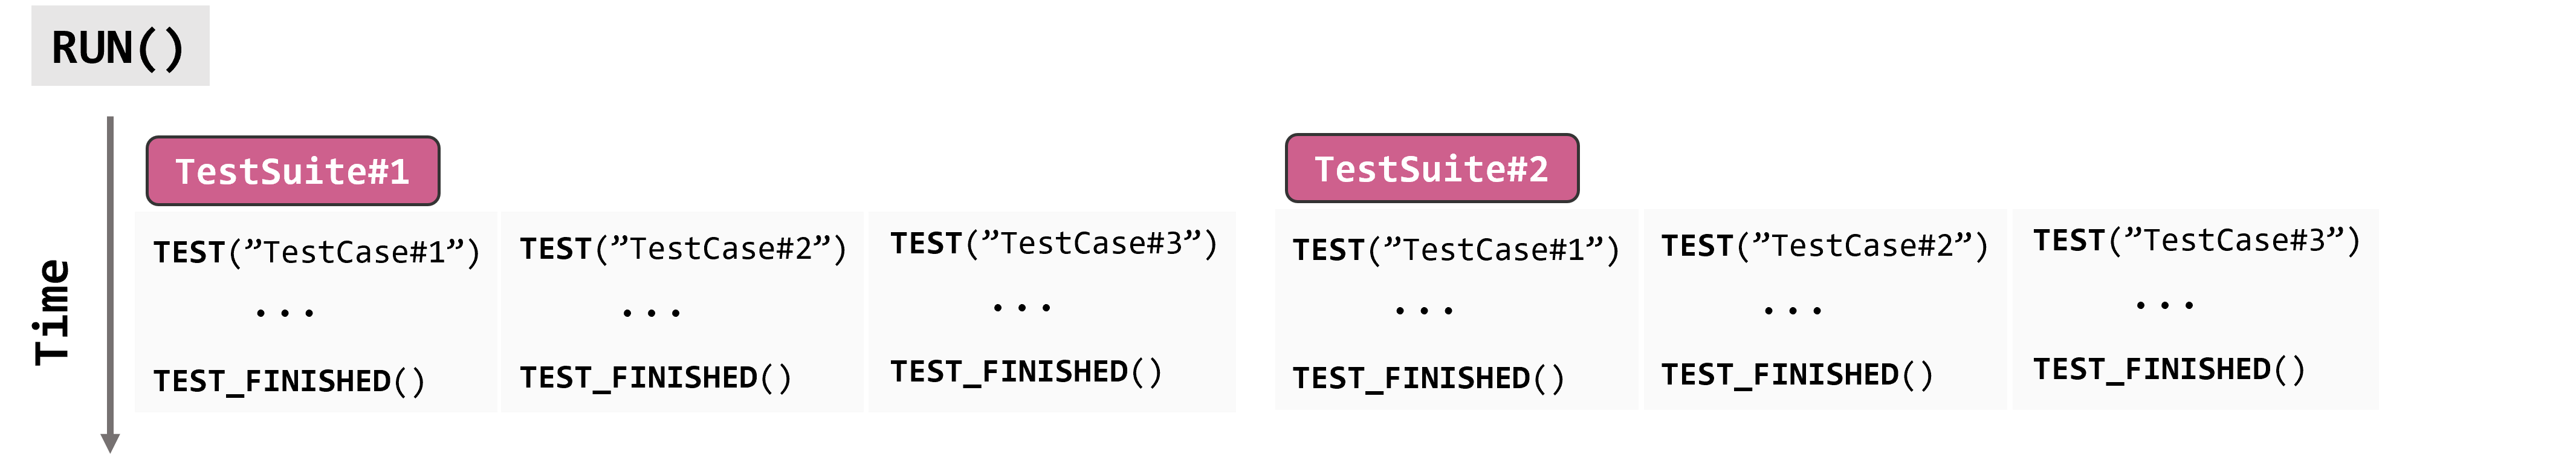 RUN()
Time
TestSuite#1
TEST(”TestCase#1”)
...
TEST_FINISHED()
TEST(”TestCase#2”)
...
TEST_FINISHED()
TEST(”TestCase#3”)
...
TEST_FINISHED()
TestSuite#2
TEST(”TestCase#1”)
...
TEST_FINISHED()
TEST(”TestCase#2”)
...
TEST_FINISHED()
TEST(”TestCase#3”)
...
TEST_FINISHED()